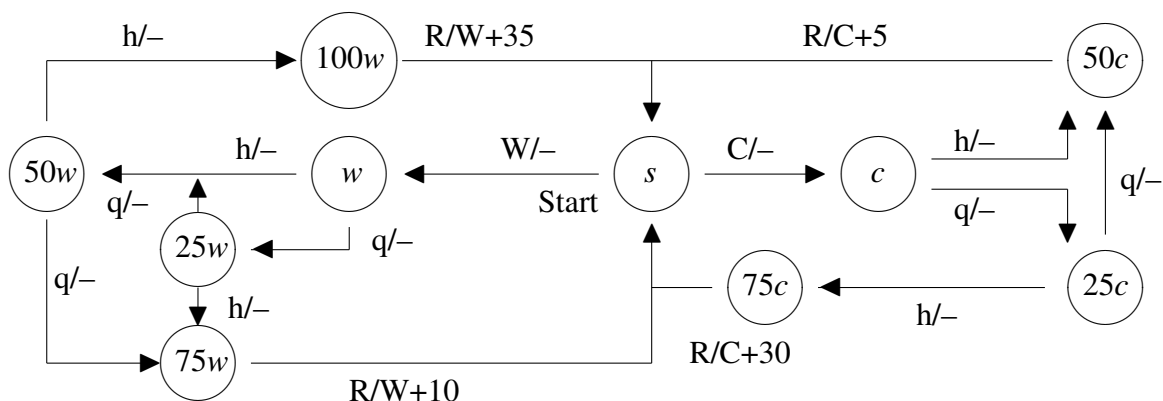 h/– R/W+35 R/C+5
100w 50c
h/– W/– C/– h/–
50w w s c
q/– Start q/– q/–
25w q/–
q/– 75c 25c
h/– h/–
75w R/C+30
R/W+10